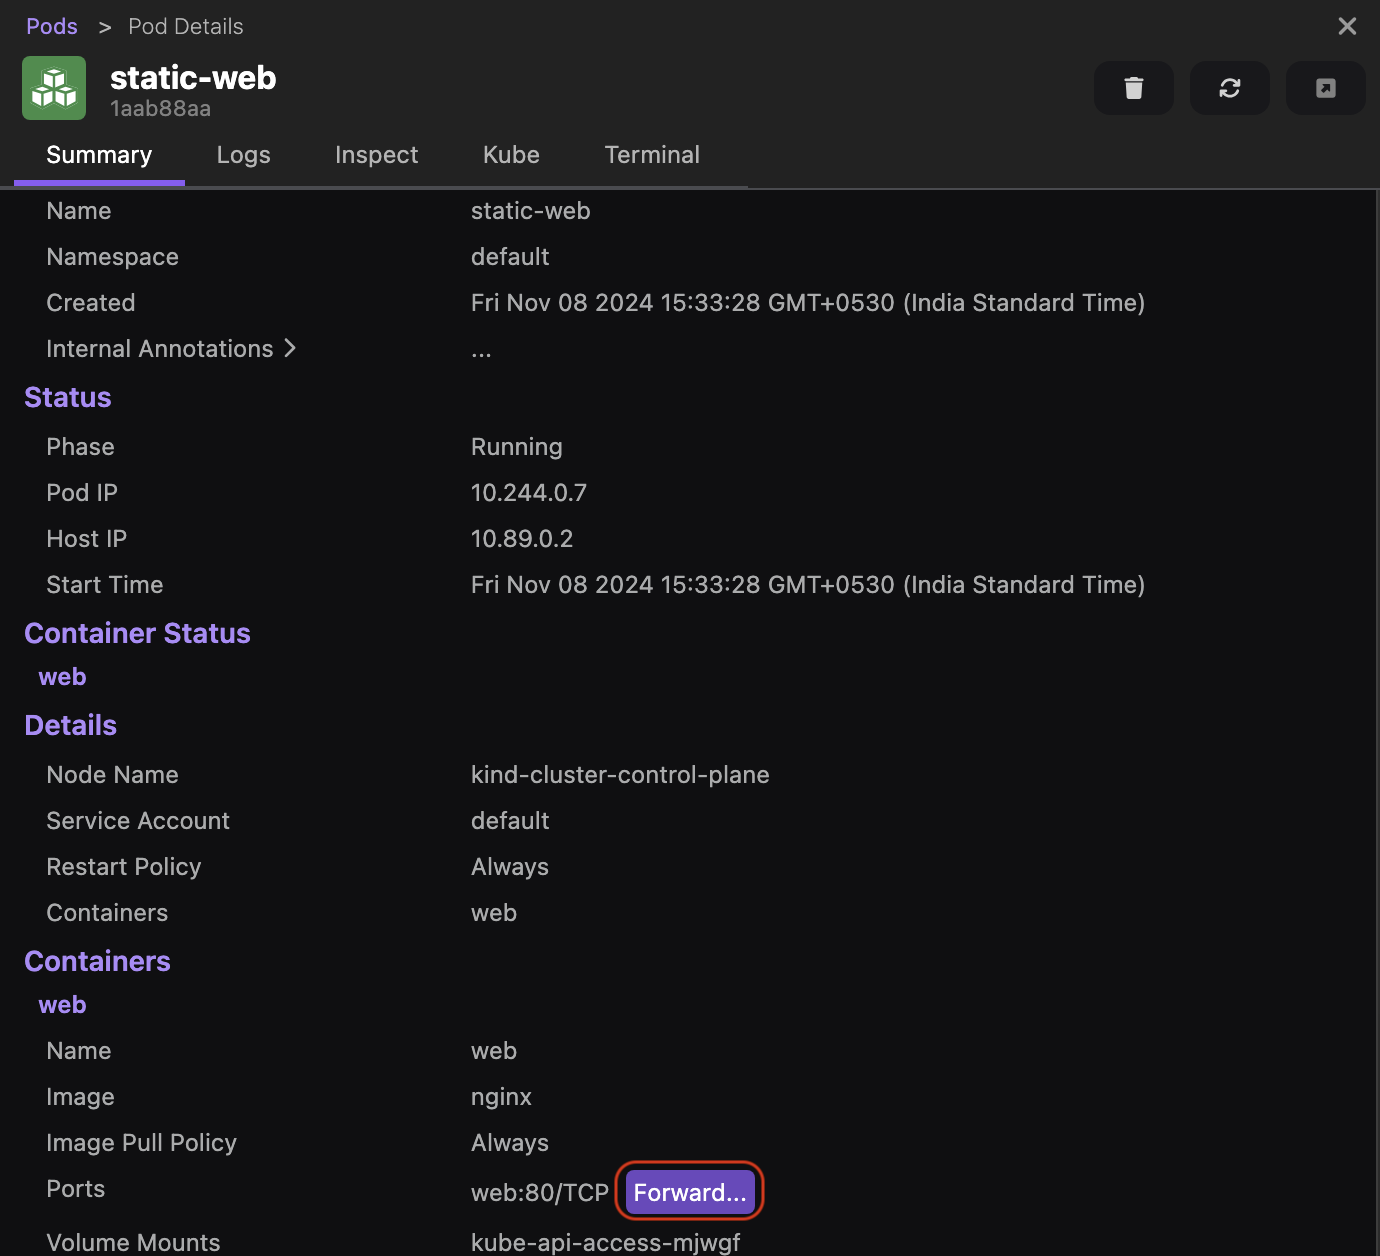 Pods > Pod Details
static-web
1aab88aa
Summary Logs Inspect Kube Terminal
Name static-web
Namespace default
Created Fri Nov 08 2024 15:33:28 GMT+0530 (India Standard Time)
Internal Annotations > ...
Status
Phase Running
Pod IP 10.244.0.7
Host IP 10.89.0.2
Start Time Fri Nov 08 2024 15:33:28 GMT+0530 (India Standard Time)
Container Status
web
Details
Node Name kind-cluster-control-plane
Service Account default
Restart Policy Always
Containers web
Containers
web
Name web
Image nginx
Image Pull Policy Always
Ports web:80/TCP Forward...
Volume Mounts kube-api-access-mjwgf